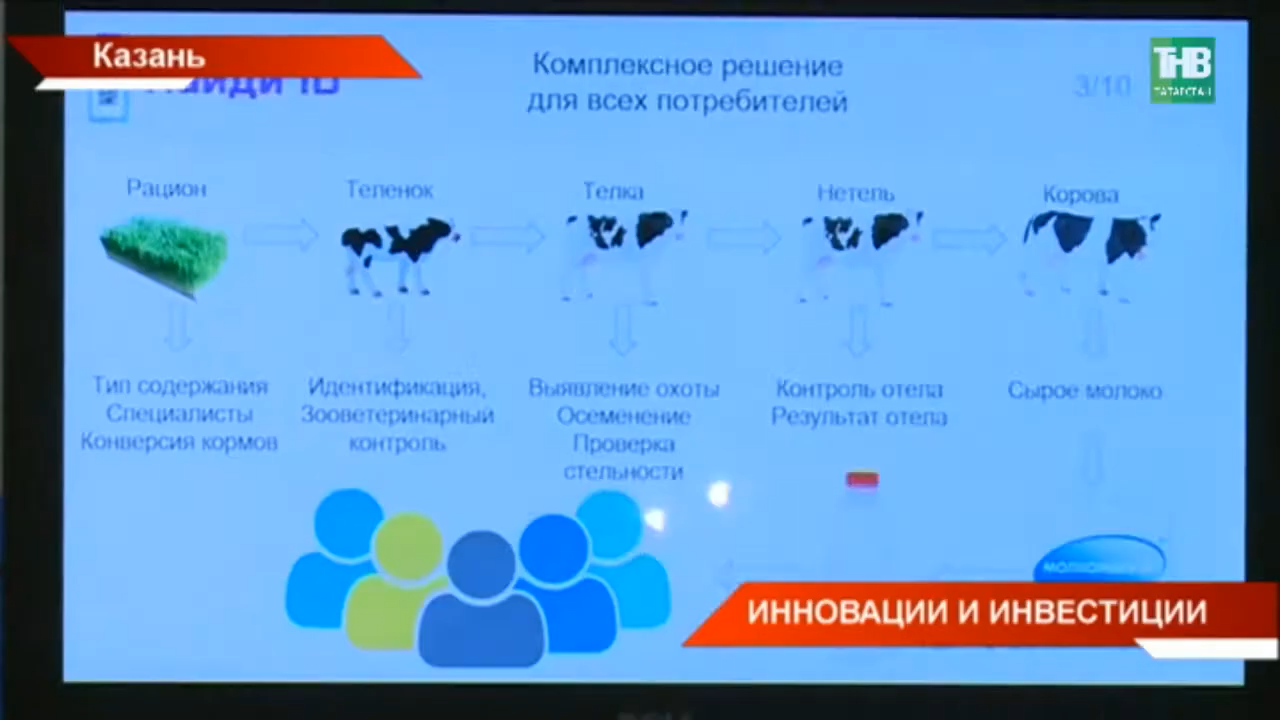 Казань
ТНВ
ТАТАРСТАН
Комплексное решение
для всех потребителей
3/10
Рацион
Теленок
Телка
Нетель
Корова
Тип содержания
Специалисты
Конверсия кормов
Идентификация,
Зооветеринарный
контроль
Выявление охоты
Осеменение
Проверка
стельности
Контроль отела
Результат отела
Сырое молоко
ИННОВАЦИИ И ИНВЕСТИЦИИ